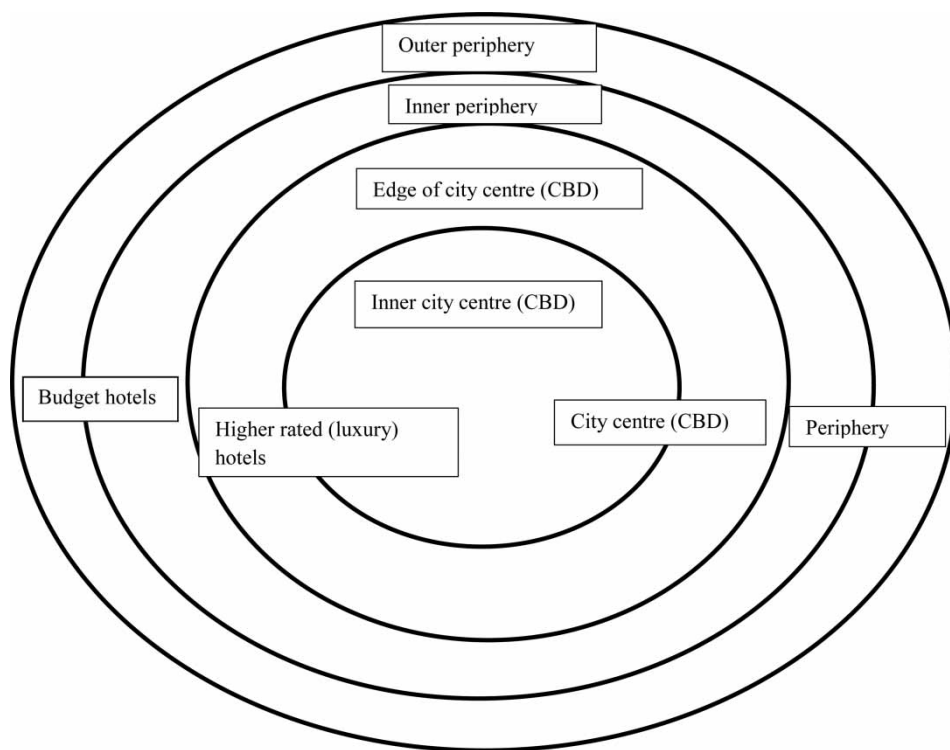 Outer periphery
Inner periphery
Edge of city centre (CBD)
Inner city centre (CBD)
Budget hotels
Higher rated (luxury)
hotels
City centre (CBD)
Periphery